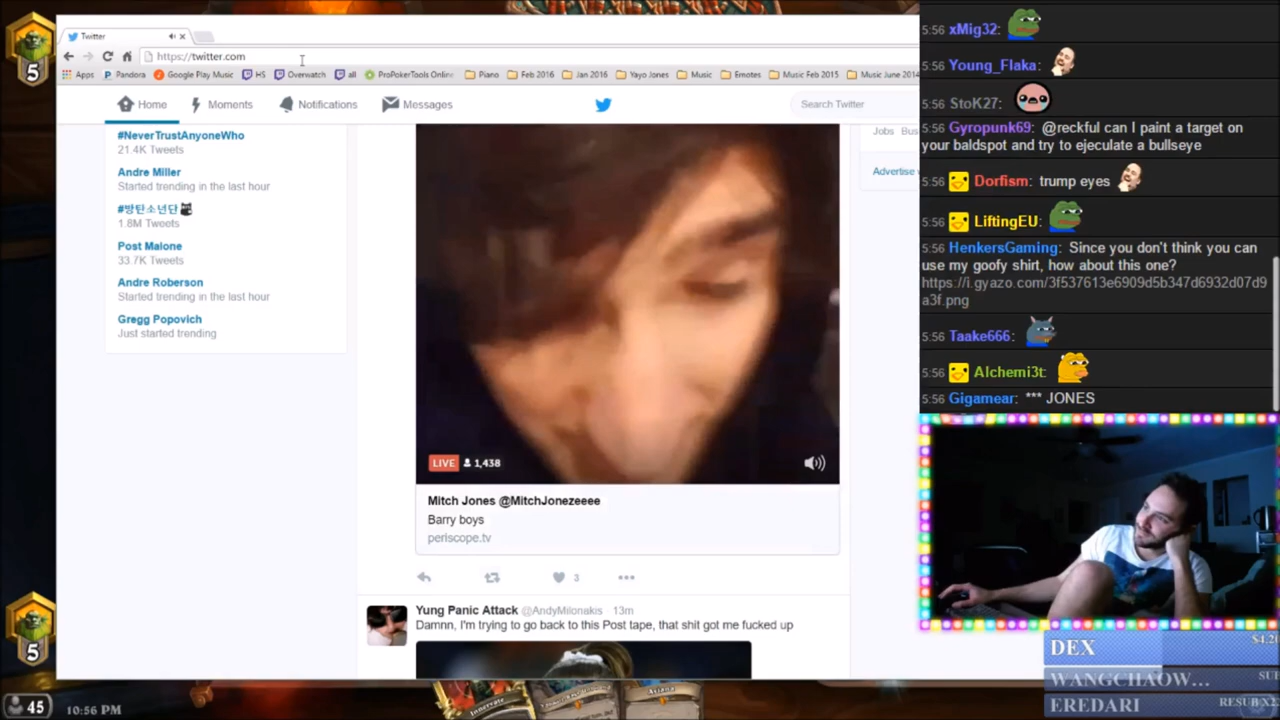 5
Twitter
https://twitter.com
Apps Pandora Google Play Music HS Overwatch all ProPokerTools Online Piano Feb 2016 Jan 2016 Yayo Jones Music Emotes Music Feb 2015 Music June 2014
Home Moments Notifications Messages Search Twitter
#NeverTrustAnyoneWho
21.4K Tweets
Andre Miller
Started trending in the last hour
#방탄소년단
1.8M Tweets
Post Malone
33.7K Tweets
Andre Roberson
Started trending in the last hour
Gregg Popovich
Just started trending
Jobs
Advertise
LIVE 1,438
Mitch Jones @MitchJonezeeee
Barry boys
periscope.tv
3
Yung Panic Attack @AndyMilonakis 13m
Damnn, I'm trying to go back to this Post tape, that shit got me fucked up
5
Innervate
Aviana
45 10:56 PM
5:56 xMig32:
5:56 Young_Flaka:
5:56 StoK27:
5:56 Gyropunk69: @reckful can I paint a target on
your baldspot and try to ejeculate a bullseye
5:56 Dorfism: trump eyes
5:56 LiftingEU:
5:56 HenkersGaming: Since you don't think you can
use my goofy shirt, how about this one?
https://i.gyazo.com/3f537613e6909d5b347d6932d07d9
a3f.png
5:56 Taake666:
5:56 Alchemi3t:
5:56 Gigamear: *** JONES
DEX
WANGCHAOW...
EREDARI
RESUB